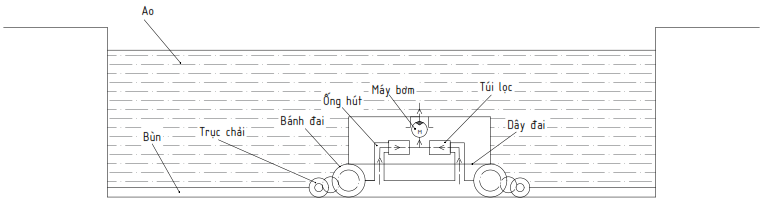 Ao
Máy bơm
Túi lọc
Ống hút
Bánh đai
Dây đai
Trục chải
Bùn
M